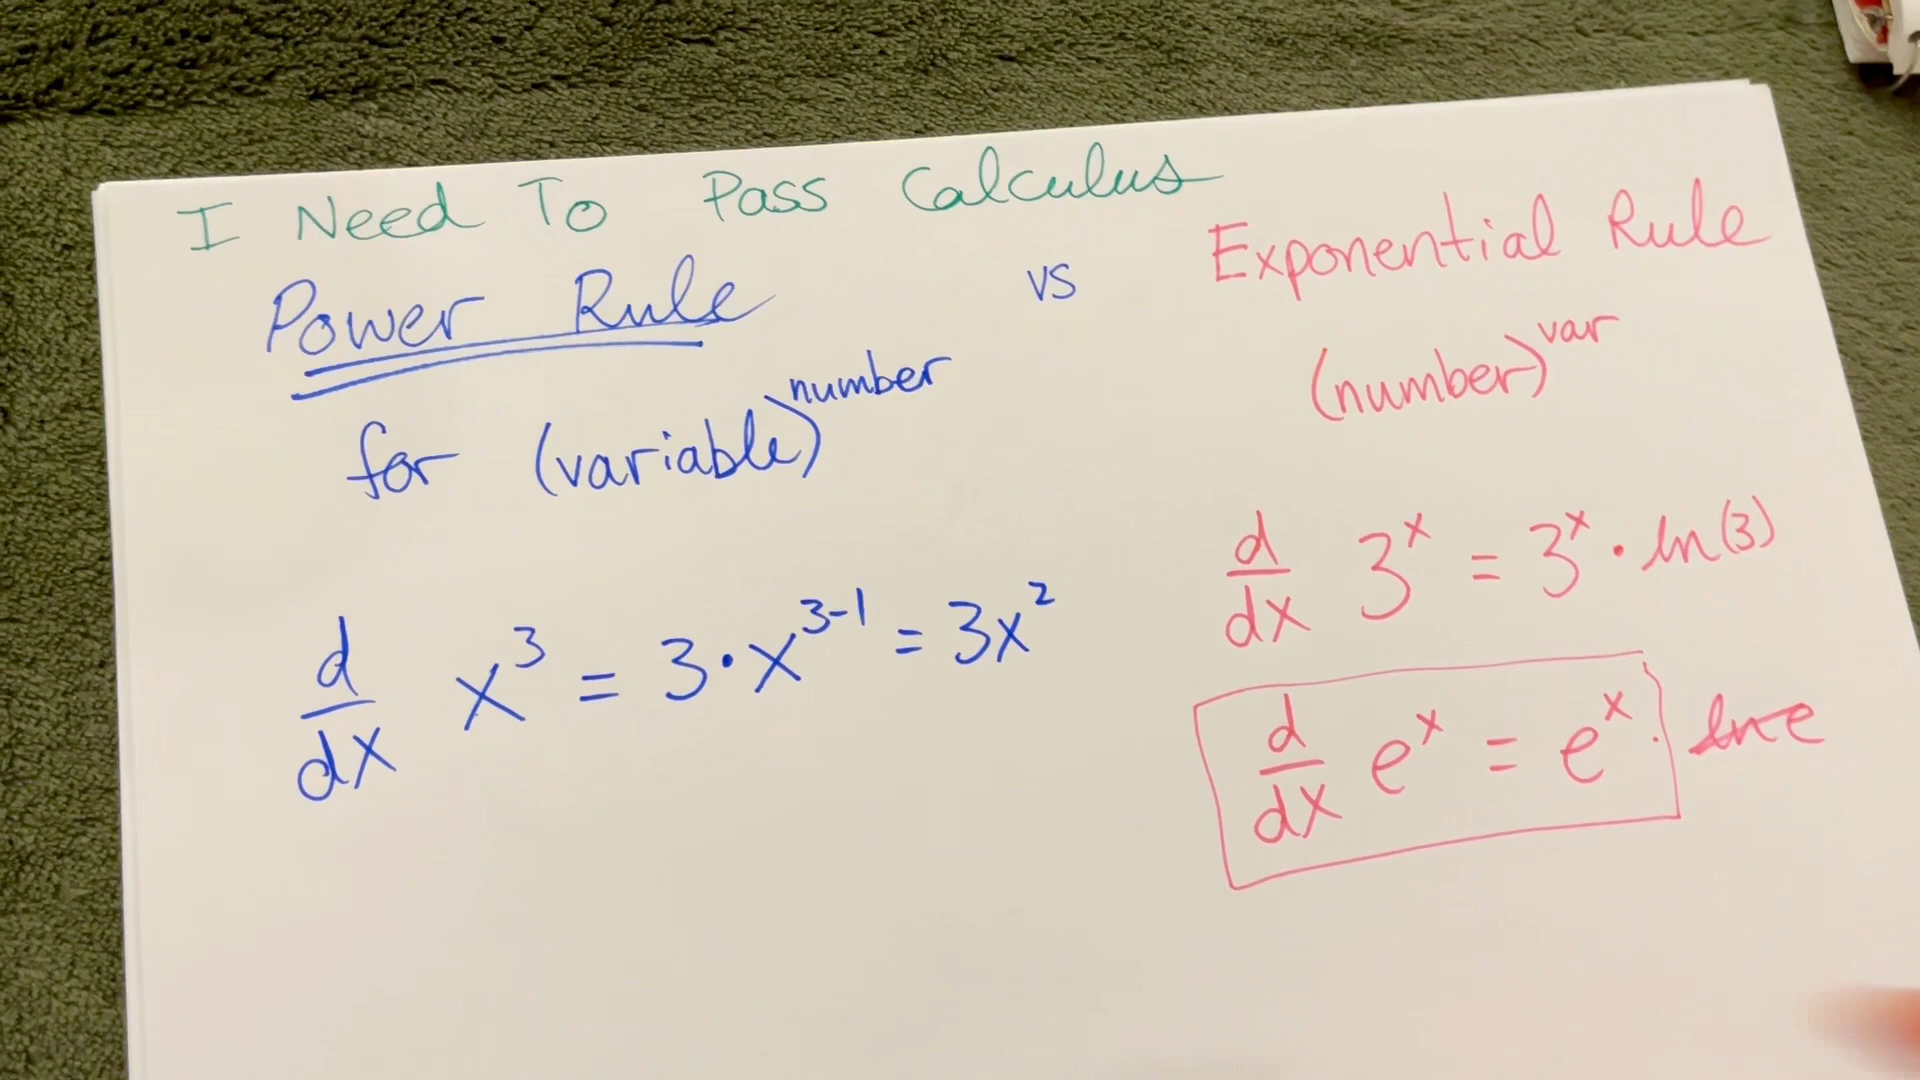 I Need To Pass Calculus
Power Rule
vs
Exponential Rule
for (variable)^number
(number)^var
d/dx x^3 = 3·x^(3-1) = 3x^2
d/dx 3^x = 3^x · ln(3)
d/dx e^x = e^x · ln e